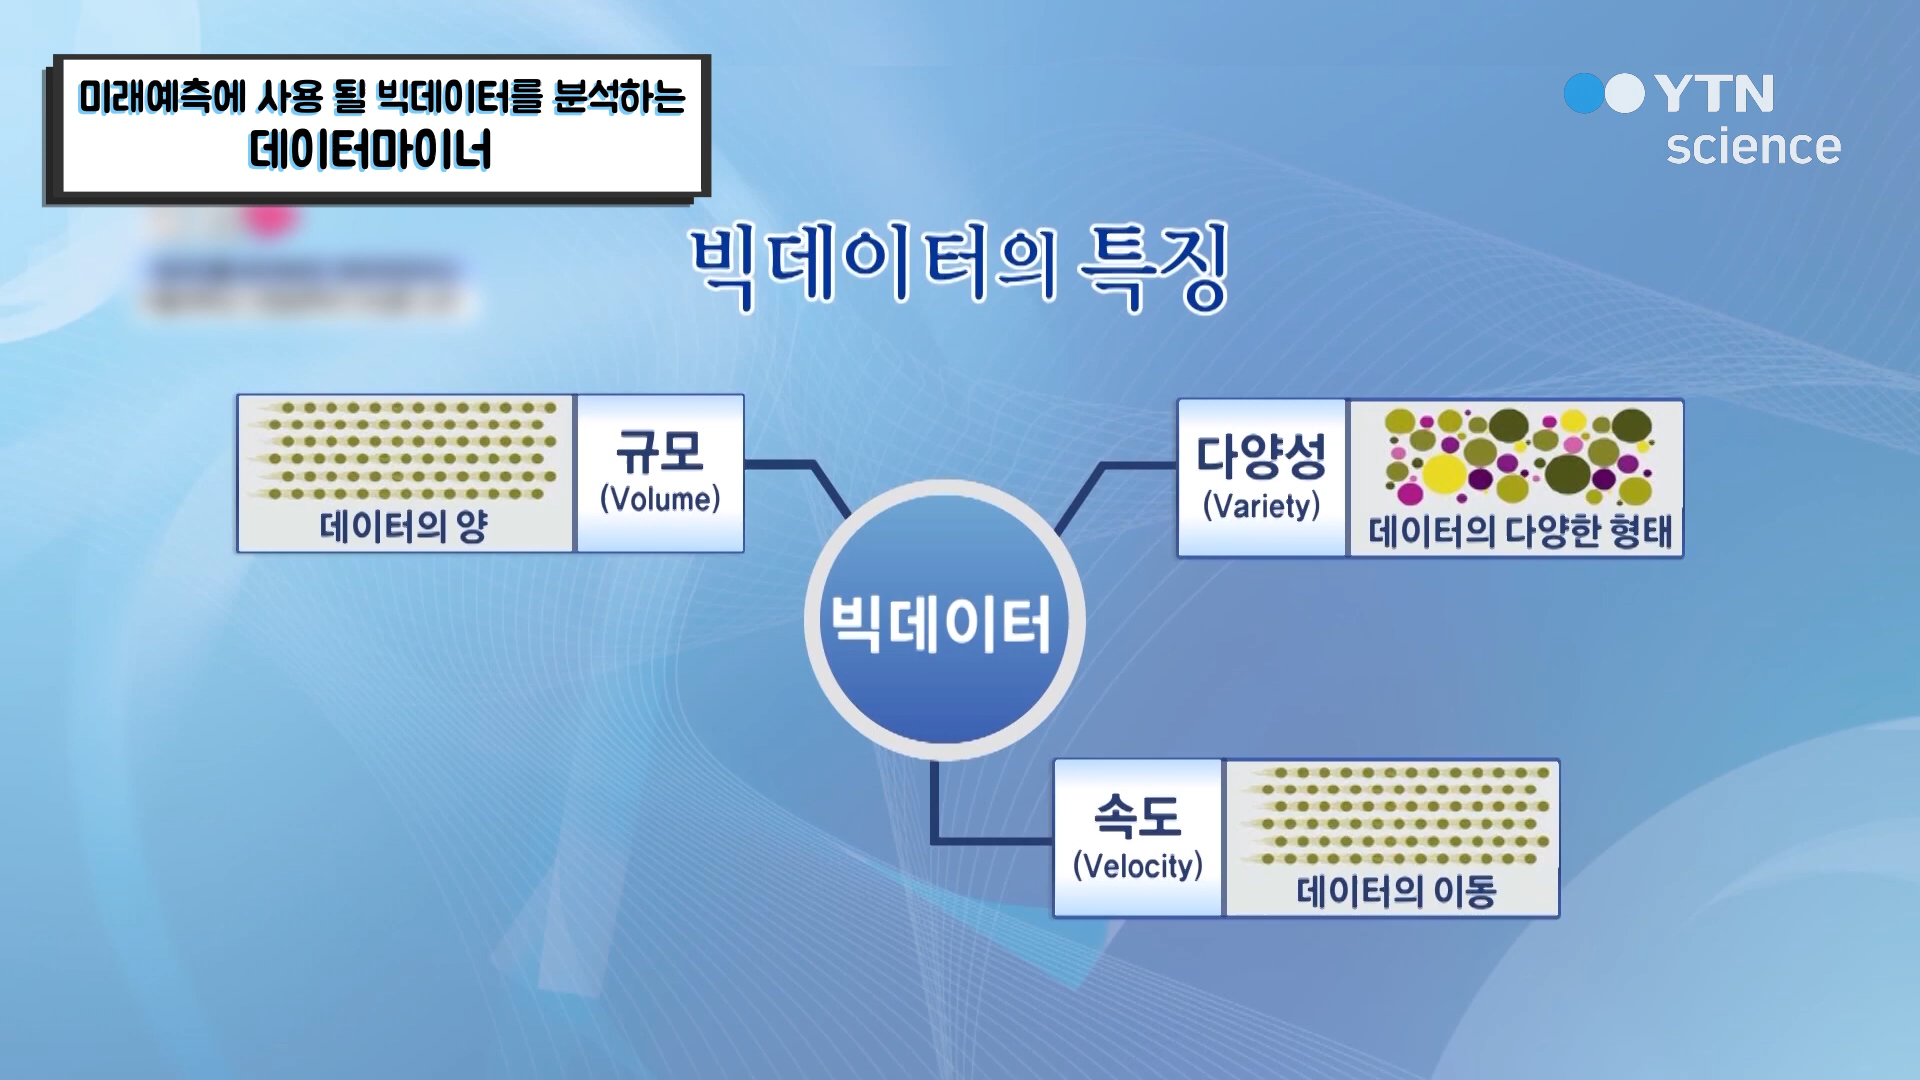 미래예측에 사용 될 빅데이터를 분석하는
데이터마이너
YTN
science
빅데이터의 특징
규모
(Volume)
데이터의 양
다양성
(Variety)
데이터의 다양한 형태
빅데이터
속도
(Velocity)
데이터의 이동